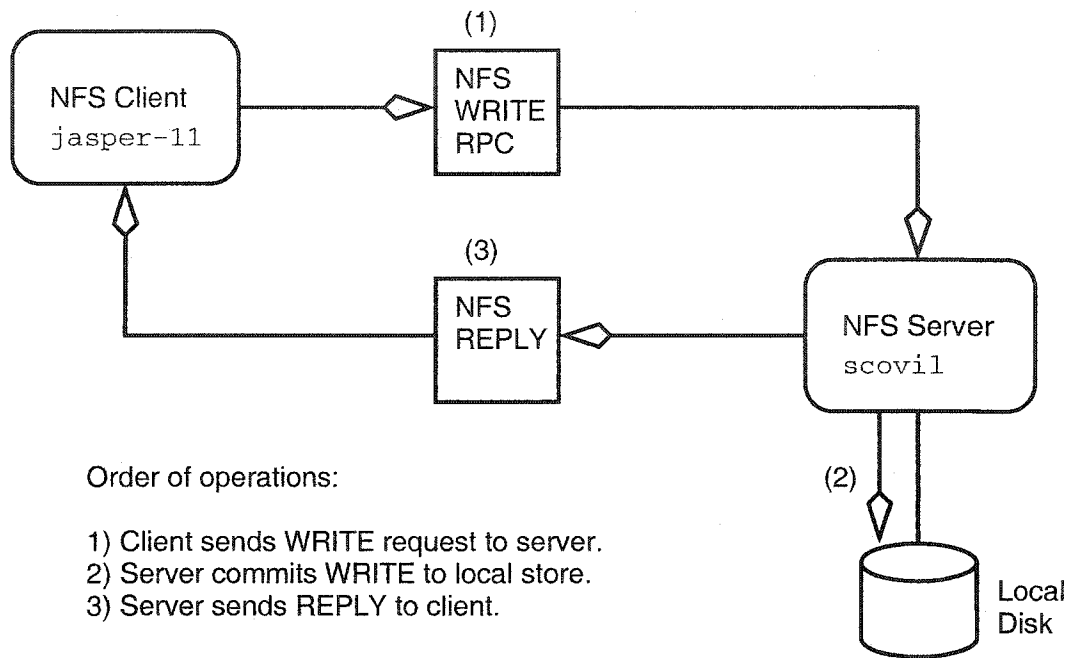 (1)
NFS Client
jasper-11
NFS
WRITE
RPC
(3)
NFS
REPLY
NFS Server
scovil
(2)
Local
Disk
Order of operations:
1) Client sends WRITE request to server.
2) Server commits WRITE to local store.
3) Server sends REPLY to client.